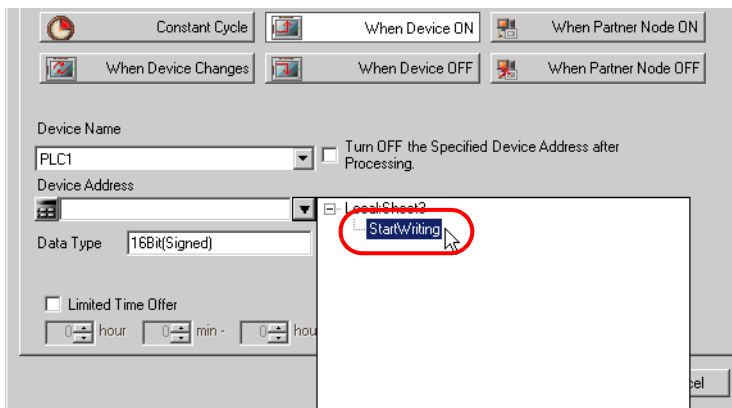 Constant Cycle When Device ON When Partner Node ON
When Device Changes When Device OFF When Partner Node OFF
Device Name
PLC1 Turn OFF the Specified Device Address after
Processing.
Device Address
Local:Sheet3
StartWriting
Data Type 16Bit(Signed)
Limited Time Offer
0 hour 0 min - 0 hou
cel